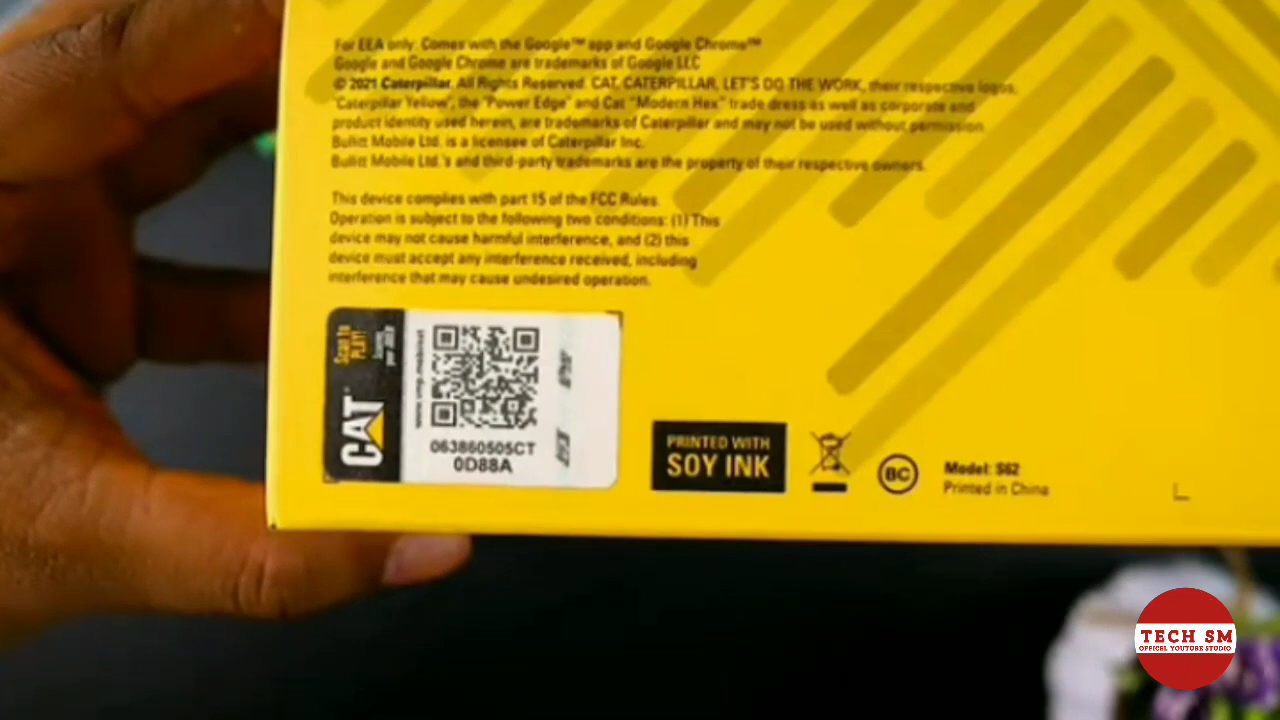 For EEA only: Comes with the Google™ app and Google Chrome™
Google and Google Chrome are trademarks of Google LLC
© 2021 Caterpillar. All Rights Reserved. CAT, CATERPILLAR, LET'S DO THE WORK, their respective logos,
"Caterpillar Yellow", the "Power Edge" and Cat "Modern Hex" trade dress as well as corporate and
product identity used herein, are trademarks of Caterpillar and may not be used without permission.
Bullitt Mobile Ltd. is a licensee of Caterpillar Inc.
Bullitt Mobile Ltd.'s and third-party trademarks are the property of their respective owners.
This device complies with part 15 of the FCC Rules.
Operation is subject to the following two conditions: (1) This
device may not cause harmful interference, and (2) this
device must accept any interference received, including
interference that may cause undesired operation.
Scan to
PLAY!
CAT
063860505CT
0D88A
PRINTED WITH
SOY INK
BC
Model: S62
Printed in China
TECH SM
OFFICEL YOUTUBE STUDIO